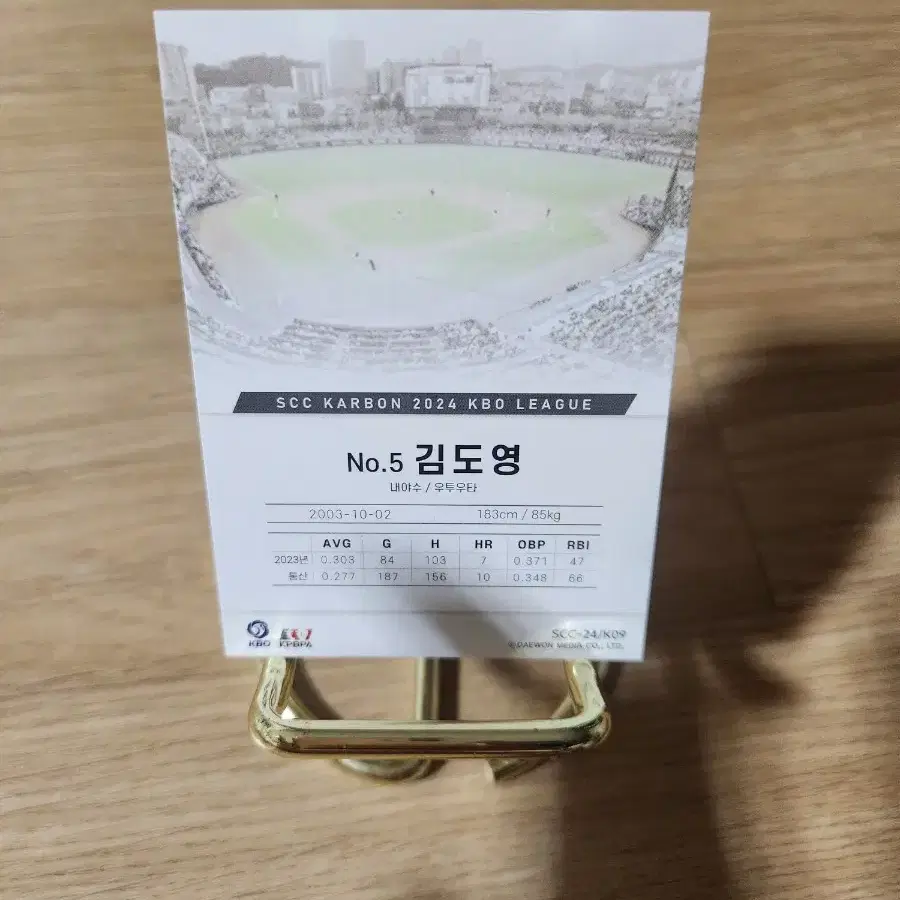 SCC KARBON 2024 KBO LEAGUE
No.5 김도영
내야수 / 우투우타
2003-10-02 183cm / 85kg
AVG G H HR OBP RBI
2023년 0.303 84 103 7 0.371 47
통산 0.277 187 156 10 0.348 66
SCC-24/K09
KBO KPBPA © DAEWON MEDIA CO., LTD.